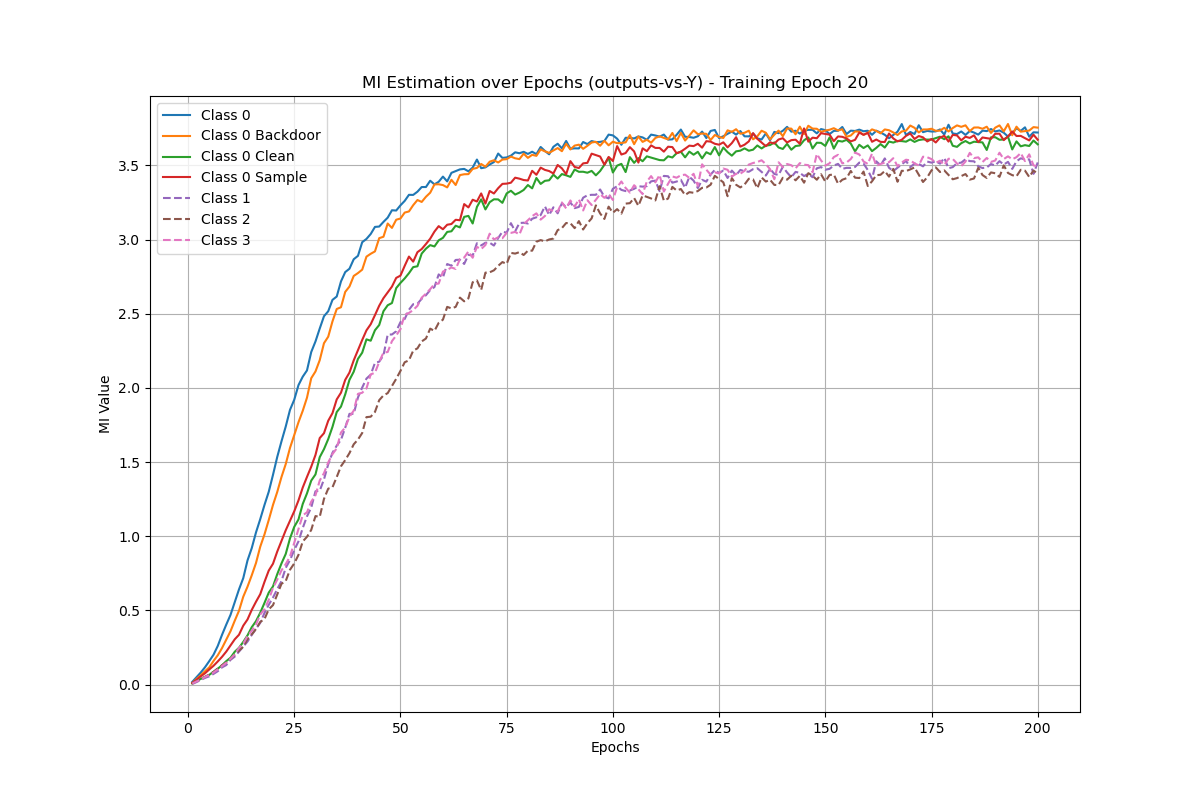 MI Estimation over Epochs (outputs-vs-Y) - Training Epoch 20
Class 0
Class 0 Backdoor
Class 0 Clean
Class 0 Sample
Class 1
Class 2
Class 3
MI Value
3.5
3.0
2.5
2.0
1.5
1.0
0.5
0.0
0 25 50 75 100 125 150 175 200
Epochs